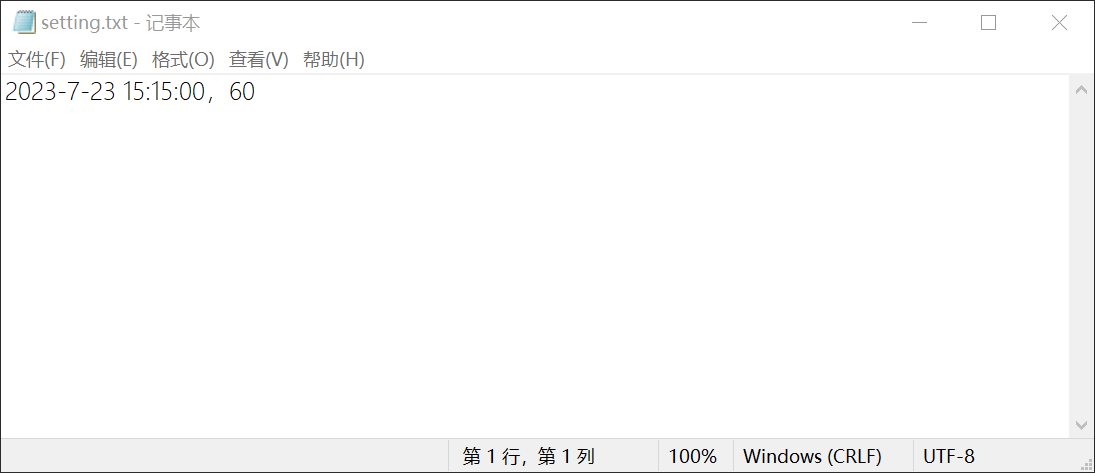 setting.txt - 记事本
文件(F) 编辑(E) 格式(O) 查看(V) 帮助(H)
2023-7-23 15:15:00，60
第 1 行，第 1 列 100% Windows (CRLF) UTF-8